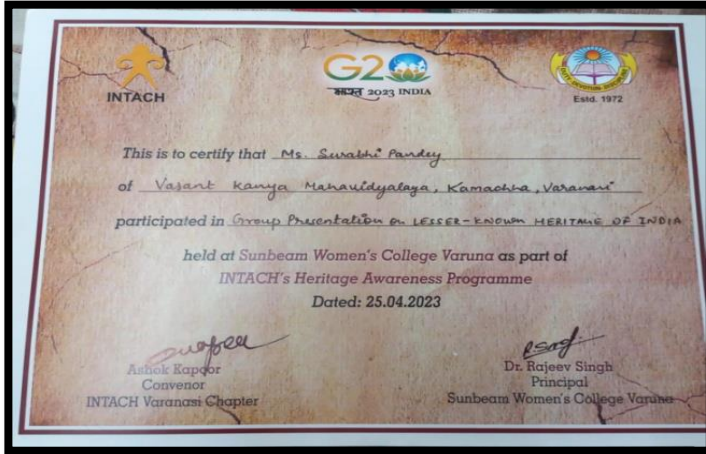 INTACH
G20
भारत 2023 INDIA
Estd. 1972
This is to certify that Ms. Surabhi Pandey
of Vasant Kanya Mahavidyalaya, Kamachha, Varanasi
participated in Group Presentation on LESSER-KNOWN HERITAGE OF INDIA
held at Sunbeam Women's College Varuna as part of
INTACH's Heritage Awareness Programme
Dated: 25.04.2023
Ashok Kapoor
Convenor
INTACH Varanasi Chapter
Dr. Rajeev Singh
Principal
Sunbeam Women's College Varuna